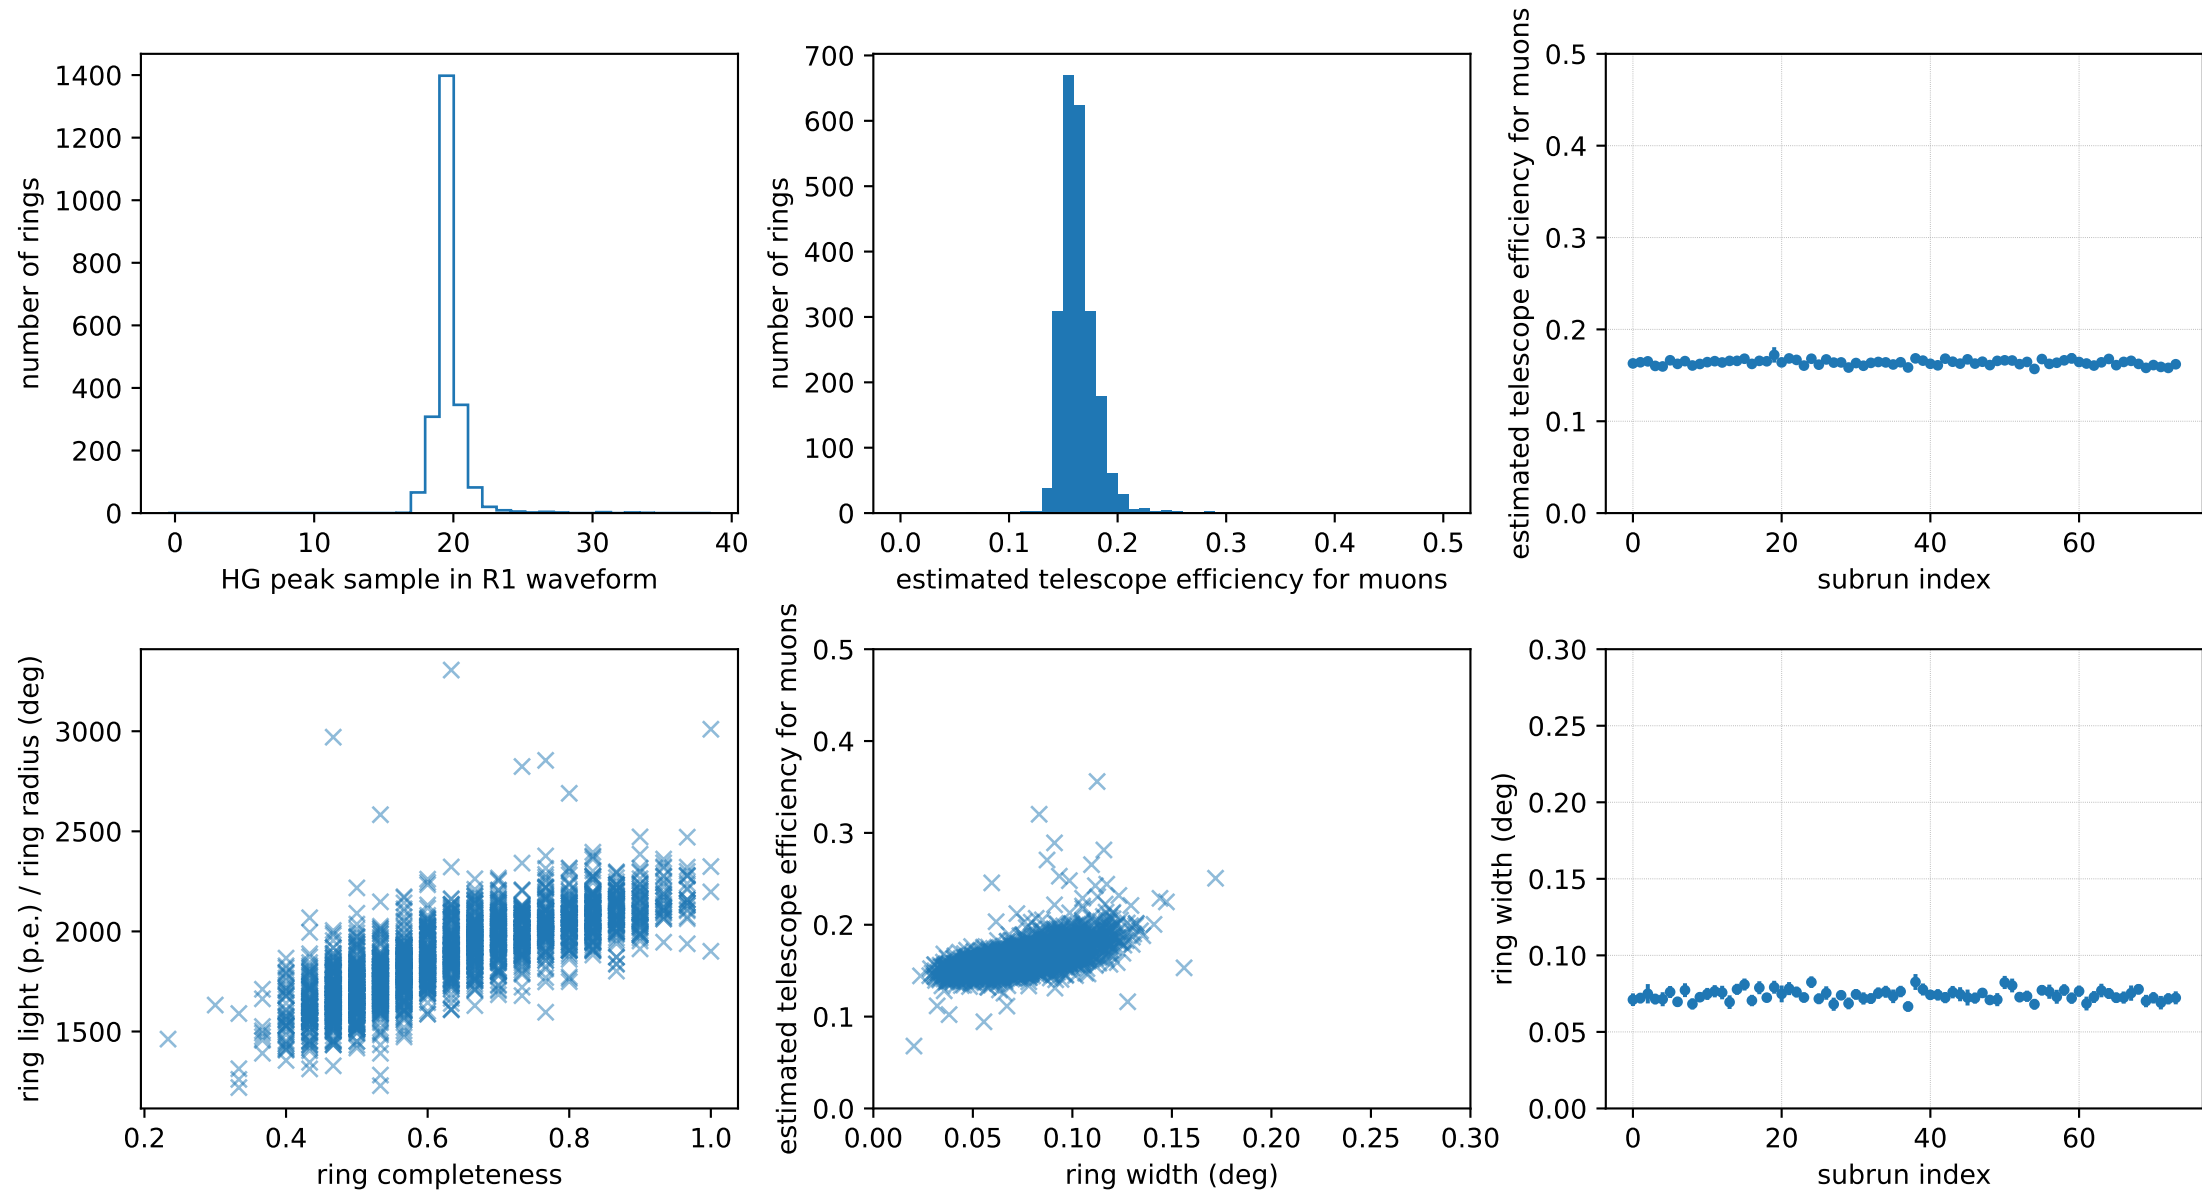 number of rings
1400
1200
1000
800
600
400
200
0
0 10 20 30 40
HG peak sample in R1 waveform
number of rings
700
600
500
400
300
200
100
0
0.0 0.1 0.2 0.3 0.4 0.5
estimated telescope efficiency for muons
estimated telescope efficiency for muons
0.5
0.4
0.3
0.2
0.1
0.0
0 20 40 60
subrun index
ring light (p.e.) / ring radius (deg)
3000
2500
2000
1500
0.2 0.4 0.6 0.8 1.0
ring completeness
estimated telescope efficiency for muons
0.5
0.4
0.3
0.2
0.1
0.0
0.00 0.05 0.10 0.15 0.20 0.25 0.30
ring width (deg)
ring width (deg)
0.30
0.25
0.20
0.15
0.10
0.05
0.00
0 20 40 60
subrun index